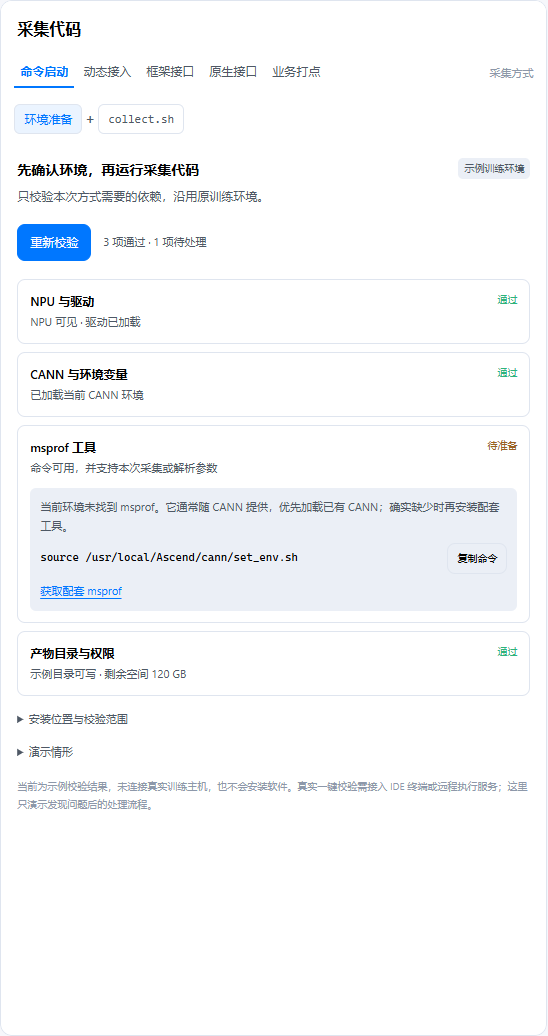 采集代码
命令启动 动态接入 框架接口 原生接口 业务打点 采集方式
环境准备 + collect.sh
先确认环境，再运行采集代码 示例训练环境
只校验本次方式需要的依赖，沿用原训练环境。
重新校验 3 项通过 · 1 项待处理
NPU 与驱动 通过
NPU 可见 · 驱动已加载
CANN 与环境变量 通过
已加载当前 CANN 环境
msprof 工具 待准备
命令可用，并支持本次采集或解析参数
当前环境未找到 msprof。它通常随 CANN 提供，优先加载已有 CANN；确实缺少时再安装配套
工具。
source /usr/local/Ascend/cann/set_env.sh 复制命令
获取配套 msprof
产物目录与权限 通过
示例目录可写 · 剩余空间 120 GB
▶ 安装位置与校验范围
▶ 演示情形
当前为示例校验结果，未连接真实训练主机，也不会安装软件。真实一键校验需接入 IDE 终端或远程执行服务；这里
只演示发现问题后的处理流程。